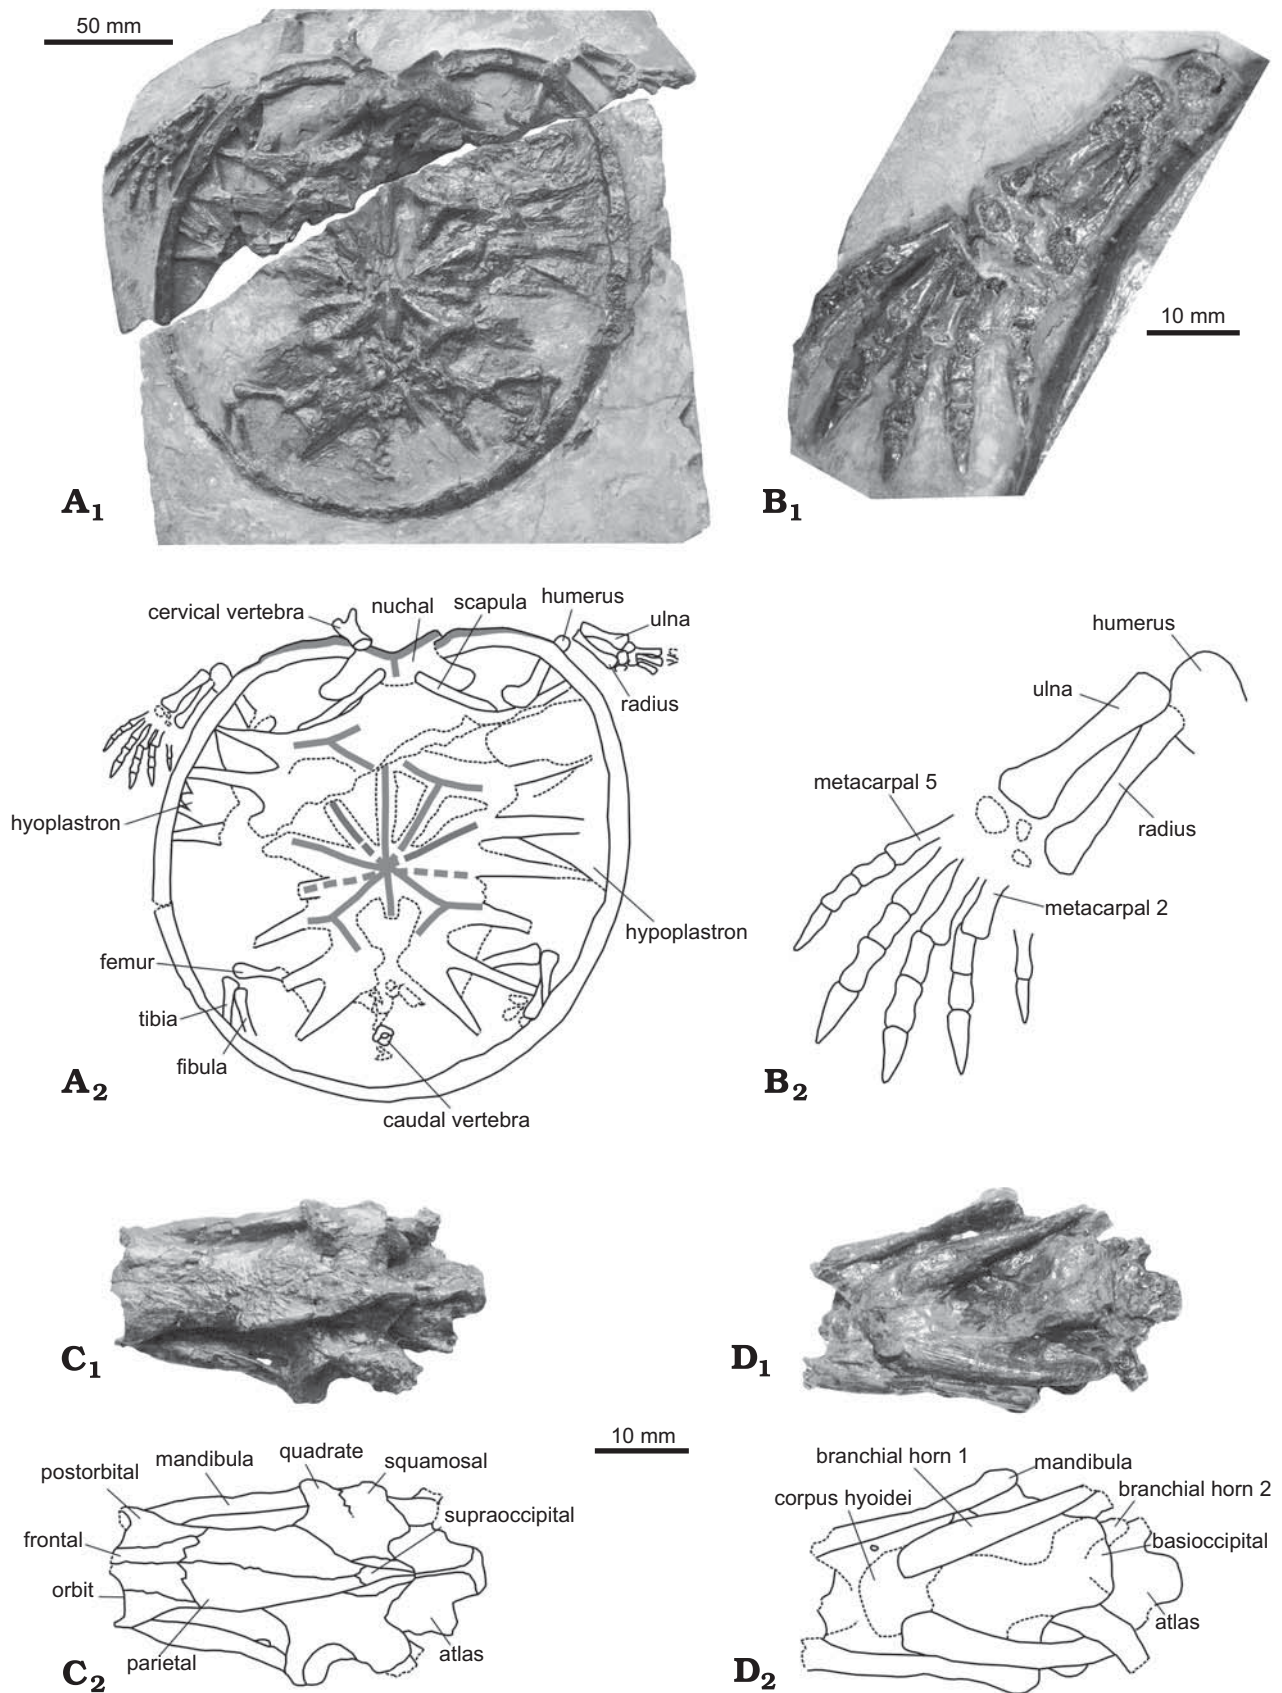 50 mm
A1
10 mm
B1
cervical vertebra
nuchal
scapula
humerus
ulna
radius
hyoplastron
hypoplastron
femur
tibia
fibula
caudal vertebra
A2
humerus
ulna
metacarpal 5
radius
metacarpal 2
B2
C1
D1
10 mm
postorbital
mandibula
quadrate
squamosal
supraoccipital
frontal
orbit
parietal
atlas
C2
branchial horn 1
mandibula
corpus hyoidei
branchial horn 2
basioccipital
atlas
D2